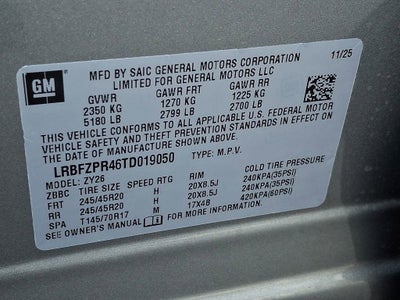 GM
MFD BY SAIC GENERAL MOTORS CORPORATION 11/25
LIMITED FOR GENERAL MOTORS LLC
GVWR GAWR FRT GAWR RR
2350 KG 1270 KG 1225 KG
5180 LB 2799 LB 2700 LB
THIS VEHICLE CONFORMS TO ALL APPLICABLE U.S. FEDERAL MOTOR
VEHICLE SAFETY AND THEFT PREVENTION STANDARDS IN EFFECT ON
THE DATE OF MANUFACTURE SHOWN ABOVE.
LRBFZPR46TD019050 TYPE: M.P.V.
MODEL: ZY26
ZBBC TIRE SIZE SPEED RTG RIM COLD TIRE PRESSURE
FRT 245/45R20 H 20X8.5J 240KPA(35PSI)
RR 245/45R20 H 20X8.5J 240KPA(35PSI)
SPA T145/70R17 M 17X4B 420KPA(60PSI)
SEE OWNER'S MANUAL FOR MORE INFORMATION.